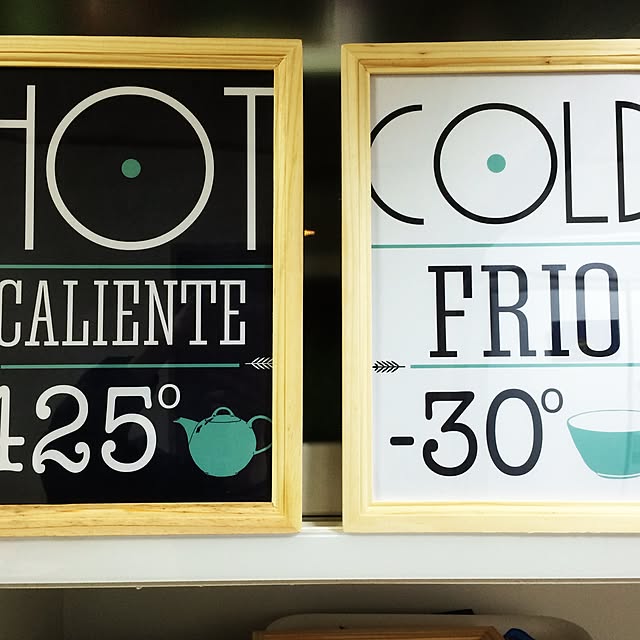 HOT
CALIENTE
425°
COLD
FRIO
-30°